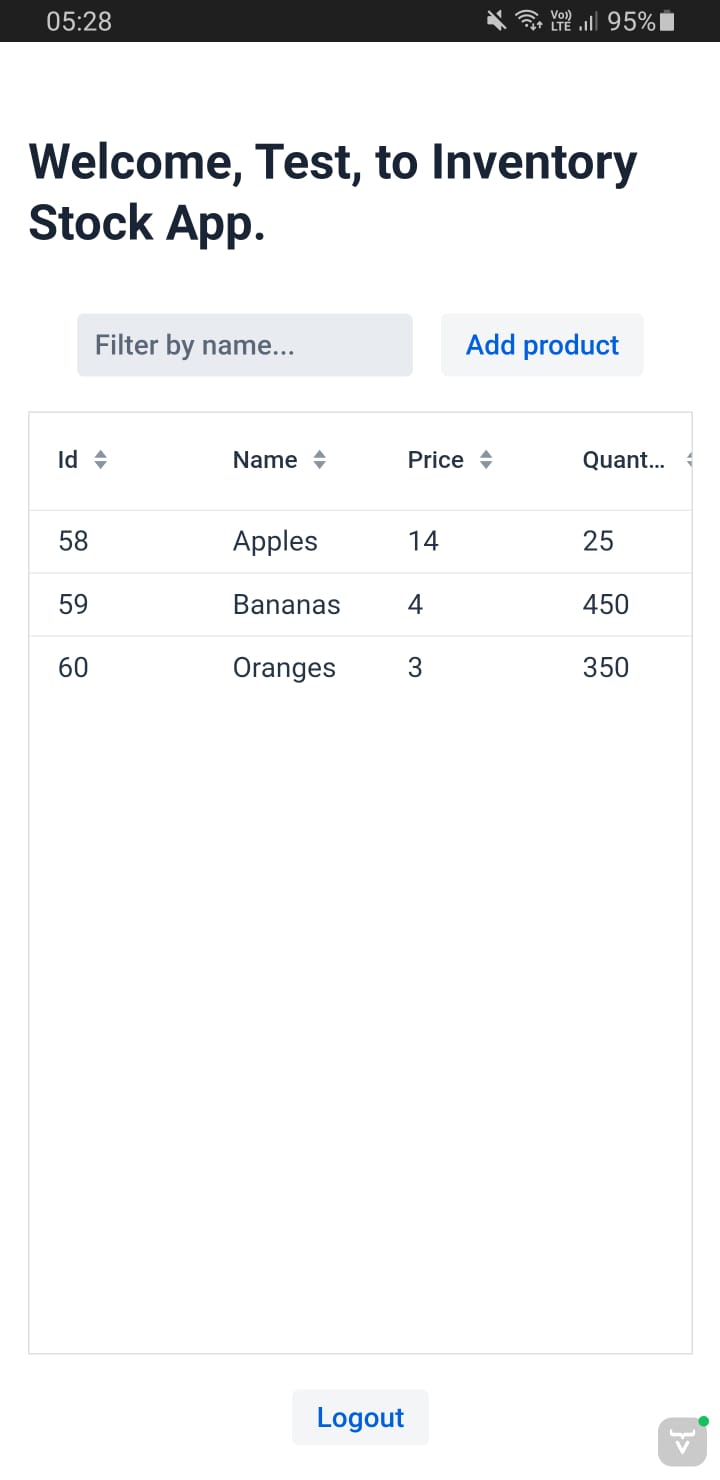 05:28 Vo)) LTE 95%
Welcome, Test, to Inventory
Stock App.
Filter by name... Add product
Id Name Price Quant...
58 Apples 14 25
59 Bananas 4 450
60 Oranges 3 350
Logout